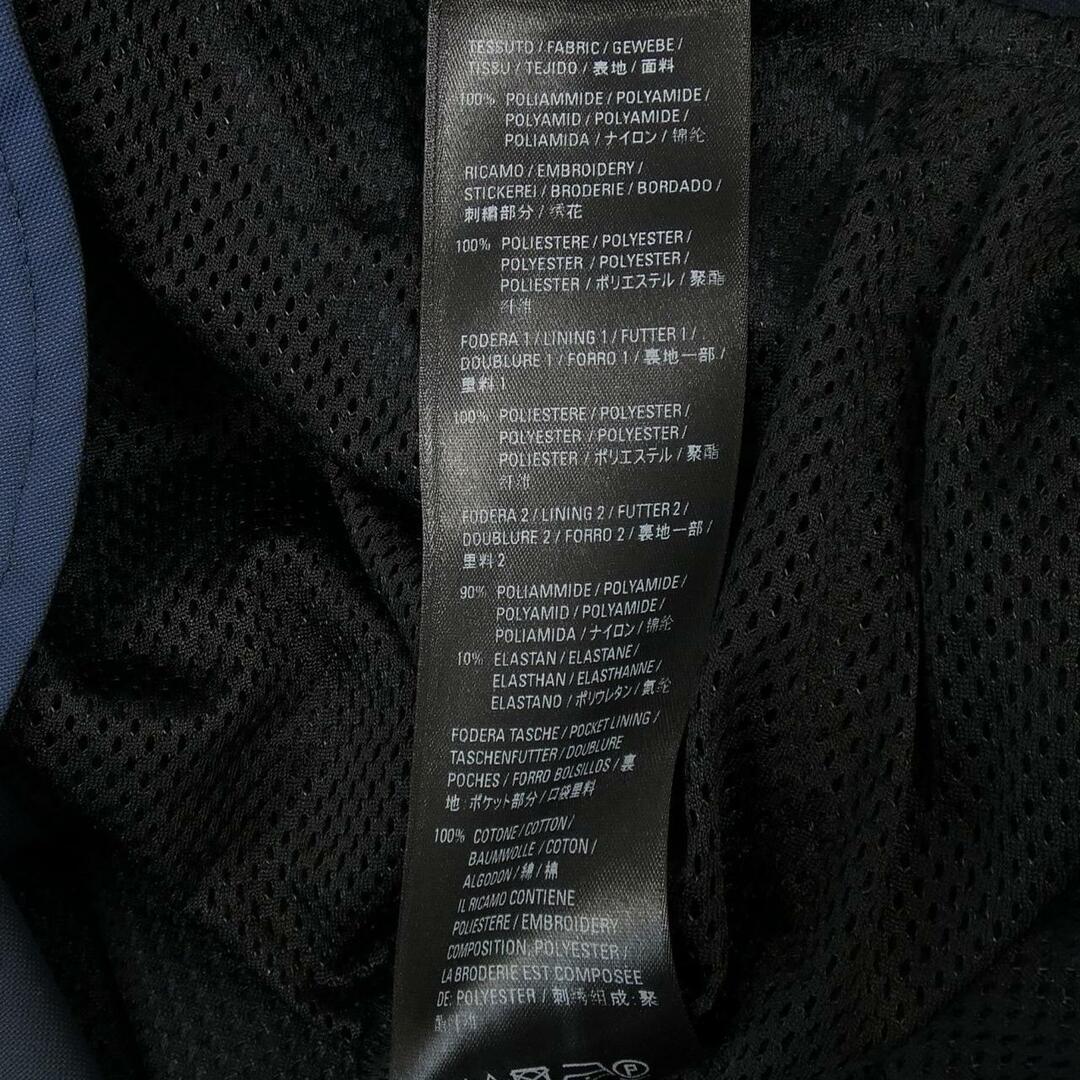 TESSUTO / FABRIC / GEWEBE /
TISSU / TEJIDO / 表地 / 面料
100% POLIAMMIDE / POLYAMIDE /
POLYAMID / POLYAMIDE /
POLIAMIDA / ナイロン / 锦纶
RICAMO / EMBROIDERY /
STICKEREI / BRODERIE / BORDADO /
刺繍部分 / 绣花
100% POLIESTERE / POLYESTER /
POLYESTER / POLYESTER /
POLIESTER / ポリエステル / 聚酯
纤维
FODERA 1 / LINING 1 / FUTTER 1 /
DOUBLURE 1 / FORRO 1 / 裏地一部 /
里料 1
100% POLIESTERE / POLYESTER /
POLYESTER / POLYESTER /
POLIESTER / ポリエステル / 聚酯
纤维
FODERA 2 / LINING 2 / FUTTER 2 /
DOUBLURE 2 / FORRO 2 / 裏地一部 /
里料 2
90% POLIAMMIDE / POLYAMIDE /
POLYAMID / POLYAMIDE /
POLIAMIDA / ナイロン / 锦纶
10% ELASTAN / ELASTANE /
ELASTHAN / ELASTHANNE /
ELASTANO / ポリウレタン / 氨纶
FODERA TASCHE / POCKET LINING /
TASCHENFUTTER / DOUBLURE
POCHES / FORRO BOLSILLOS / 裏
地:ポケット部分 / 口袋里料
100% COTONE / COTTON /
BAUMWOLLE / COTON /
ALGODON / 綿 / 棉
IL RICAMO CONTIENE
POLIESTERE / EMBROIDERY
COMPOSITION, POLYESTER /
LA BRODERIE EST COMPOSEE
DE: POLYESTER / 刺绣组成: 聚
酯纤维
P